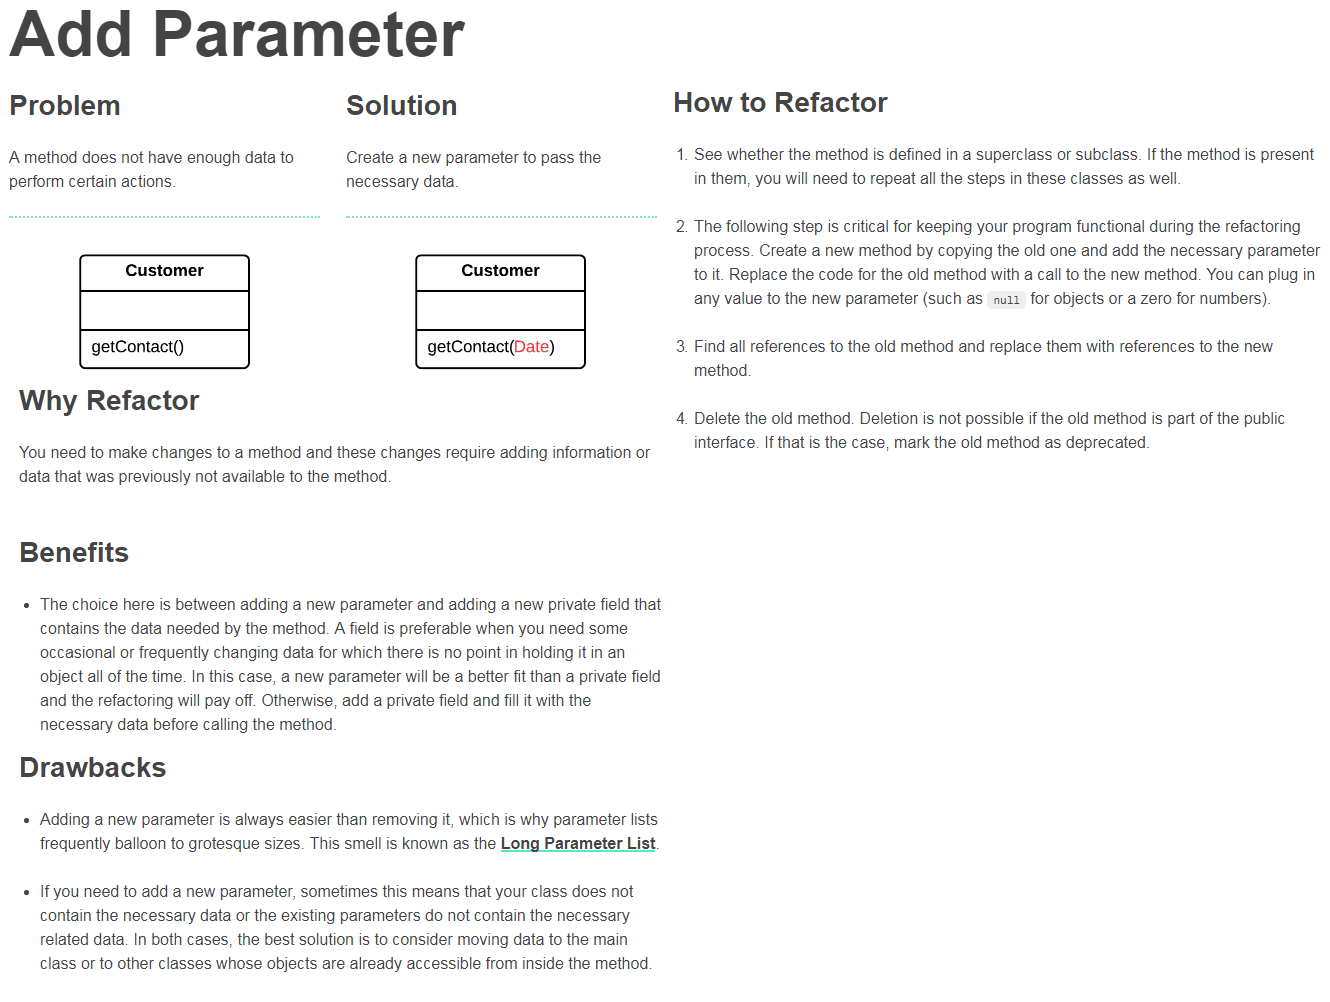 Add Parameter
Problem
A method does not have enough data to
perform certain actions.
Solution
Create a new parameter to pass the
necessary data.
Customer
getContact()
Customer
getContact(Date)
Why Refactor
You need to make changes to a method and these changes require adding information or
data that was previously not available to the method.
Benefits
• The choice here is between adding a new parameter and adding a new private field that
contains the data needed by the method. A field is preferable when you need some
occasional or frequently changing data for which there is no point in holding it in an
object all of the time. In this case, a new parameter will be a better fit than a private field
and the refactoring will pay off. Otherwise, add a private field and fill it with the
necessary data before calling the method.
Drawbacks
• Adding a new parameter is always easier than removing it, which is why parameter lists
frequently balloon to grotesque sizes. This smell is known as the Long Parameter List.
• If you need to add a new parameter, sometimes this means that your class does not
contain the necessary data or the existing parameters do not contain the necessary
related data. In both cases, the best solution is to consider moving data to the main
class or to other classes whose objects are already accessible from inside the method.
How to Refactor
1. See whether the method is defined in a superclass or subclass. If the method is present
in them, you will need to repeat all the steps in these classes as well.
2. The following step is critical for keeping your program functional during the refactoring
process. Create a new method by copying the old one and add the necessary parameter
to it. Replace the code for the old method with a call to the new method. You can plug in
any value to the new parameter (such as null for objects or a zero for numbers).
3. Find all references to the old method and replace them with references to the new
method.
4. Delete the old method. Deletion is not possible if the old method is part of the public
interface. If that is the case, mark the old method as deprecated.